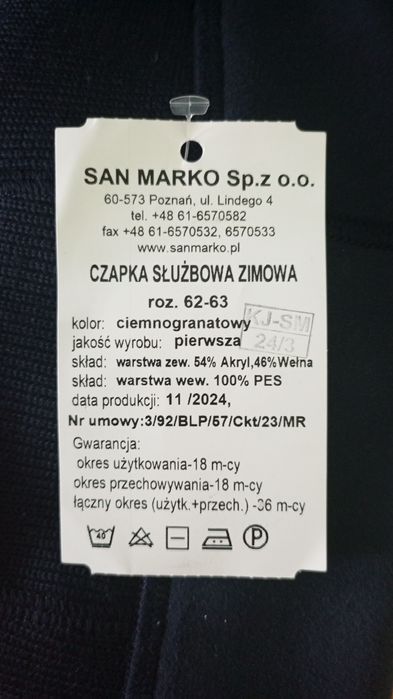 SAN MARKO Sp.z o.o.
60-573 Poznań, ul. Lindego 4
tel. +48 61-6570582
fax +48 61-6570532, 6570533
www.sanmarko.pl
CZAPKA SŁUŻBOWA ZIMOWA
roz. 62-63
kolor: ciemnogranatowy
KJ-SM
24/3
jakość wyrobu: pierwsza
skład: warstwa zew. 54% Akryl,46%Wełna
skład: warstwa wew. 100% PES
data produkcji: 11 /2024,
Nr umowy:3/92/BLP/57/Ckt/23/MR
Gwarancja:
okres użytkowania-18 m-cy
okres przechowywania-18 m-cy
łączny okres (użytk.+przech.) -36 m-cy
40
P